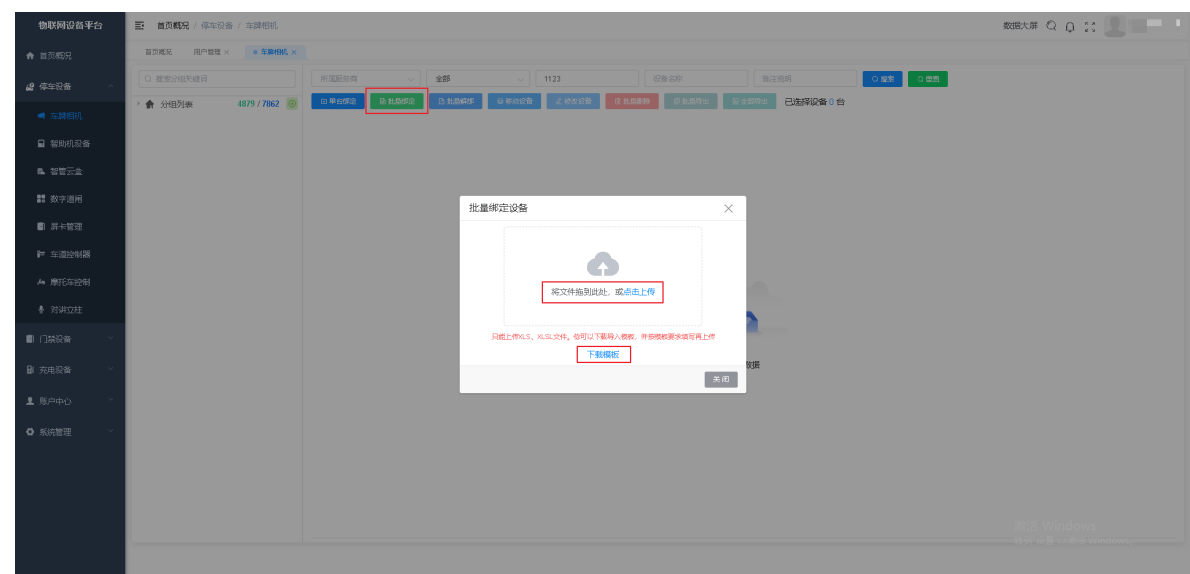 物联网设备平台
首页概况 / 停车设备 / 车牌相机
数据大屏
首页概况
用户管理 ×
车牌相机 ×
首页概况
停车设备
车牌相机
智助机设备
智管云盒
数字道闸
屏卡管理
车道控制器
摩托车控制
对讲立柱
门禁设备
充电设备
账户中心
系统管理
搜索分组关键词
分组列表
4879 / 7862
全部
1123
设备名称
备注说明
搜索
重置
单台绑定
批量绑定
批量解绑
修改设备
批量删除
批量导出
全部导出
已选择设备 0 台
批量绑定设备
将文件拖到此处，或点击上传
只能上传XLS、XLSL文件。你可以下载导入模板，并按模板要求填写再上传
下载模板
关闭
数据
激活 Windows